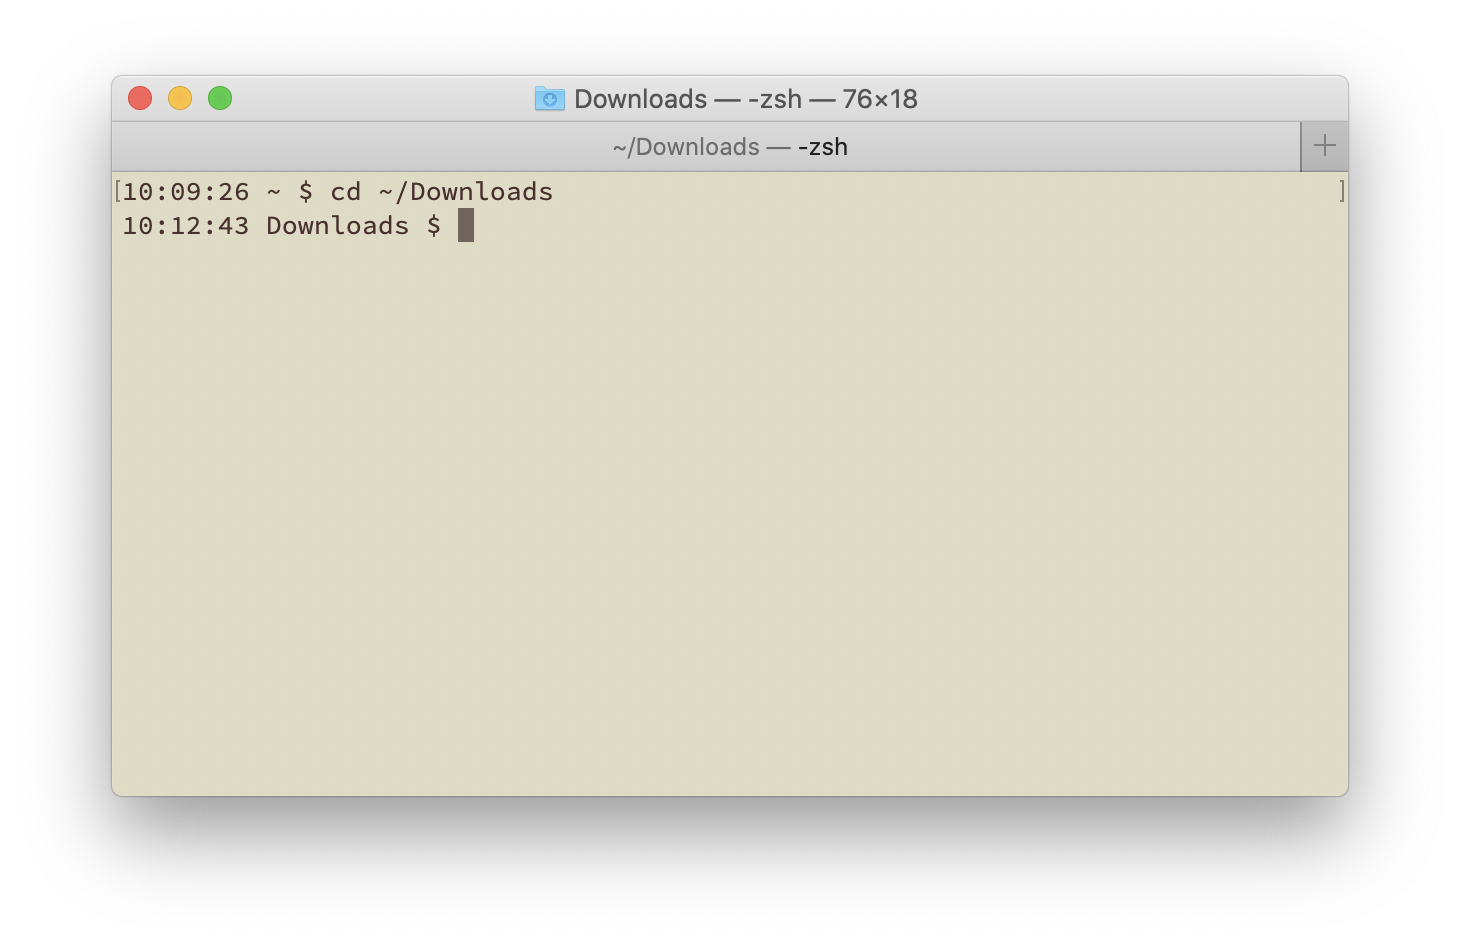 Downloads — -zsh — 76×18
~/Downloads — -zsh
[10:09:26 ~ $ cd ~/Downloads ]
10:12:43 Downloads $